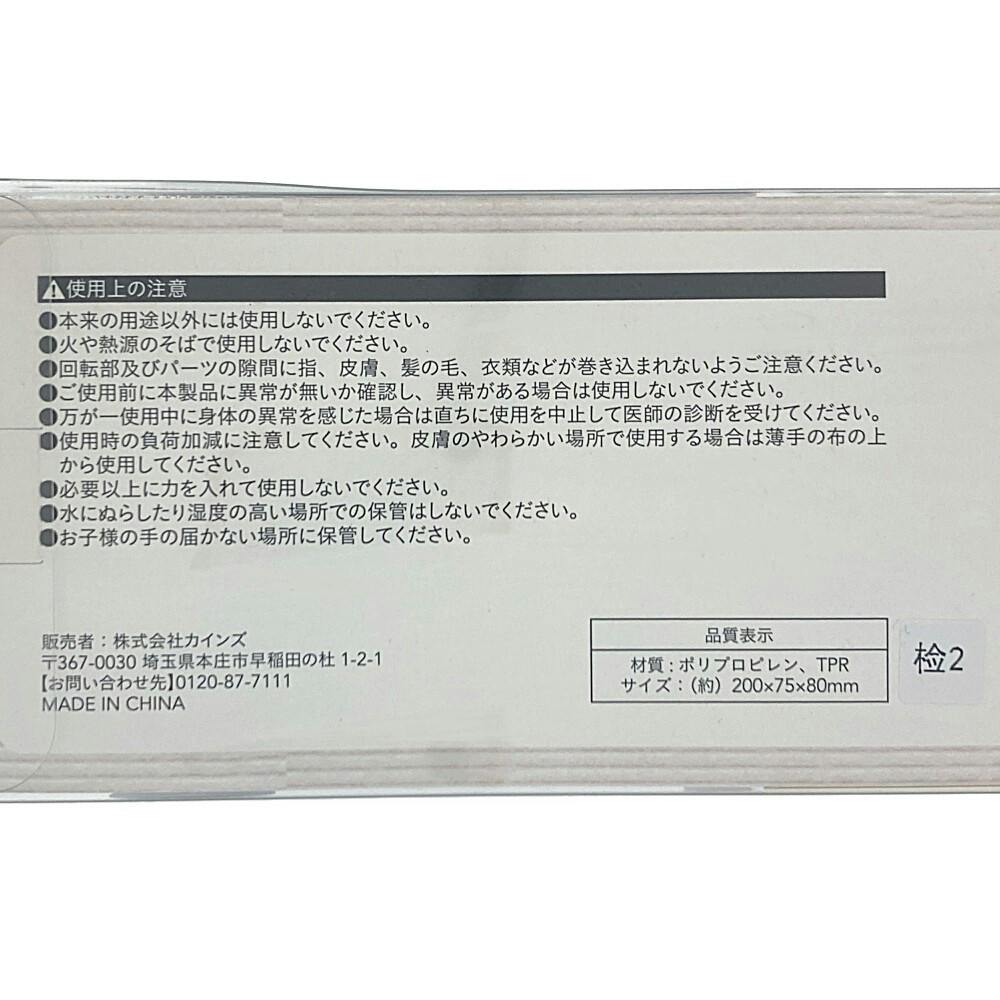 ⚠使用上の注意
●本来の用途以外には使用しないでください。
●火や熱源のそばで使用しないでください。
●回転部及びパーツの隙間に指、皮膚、髪の毛、衣類などが巻き込まれないようご注意ください。
●ご使用前に本製品に異常が無いか確認し、異常がある場合は使用しないでください。
●万が一使用中に身体の異常を感じた場合は直ちに使用を中止して医師の診断を受けてください。
●使用時の負荷加減に注意してください。皮膚のやわらかい場所で使用する場合は薄手の布の上
から使用してください。
●必要以上に力を入れて使用しないでください。
●水にぬらしたり湿度の高い場所での保管はしないでください。
●お子様の手の届かない場所に保管してください。
販売者：株式会社カインズ
〒367-0030 埼玉県本庄市早稲田の杜 1-2-1
【お問い合わせ先】0120-87-7111
MADE IN CHINA
品質表示
材質：ポリプロピレン、TPR
サイズ：（約）200×75×80mm
检2